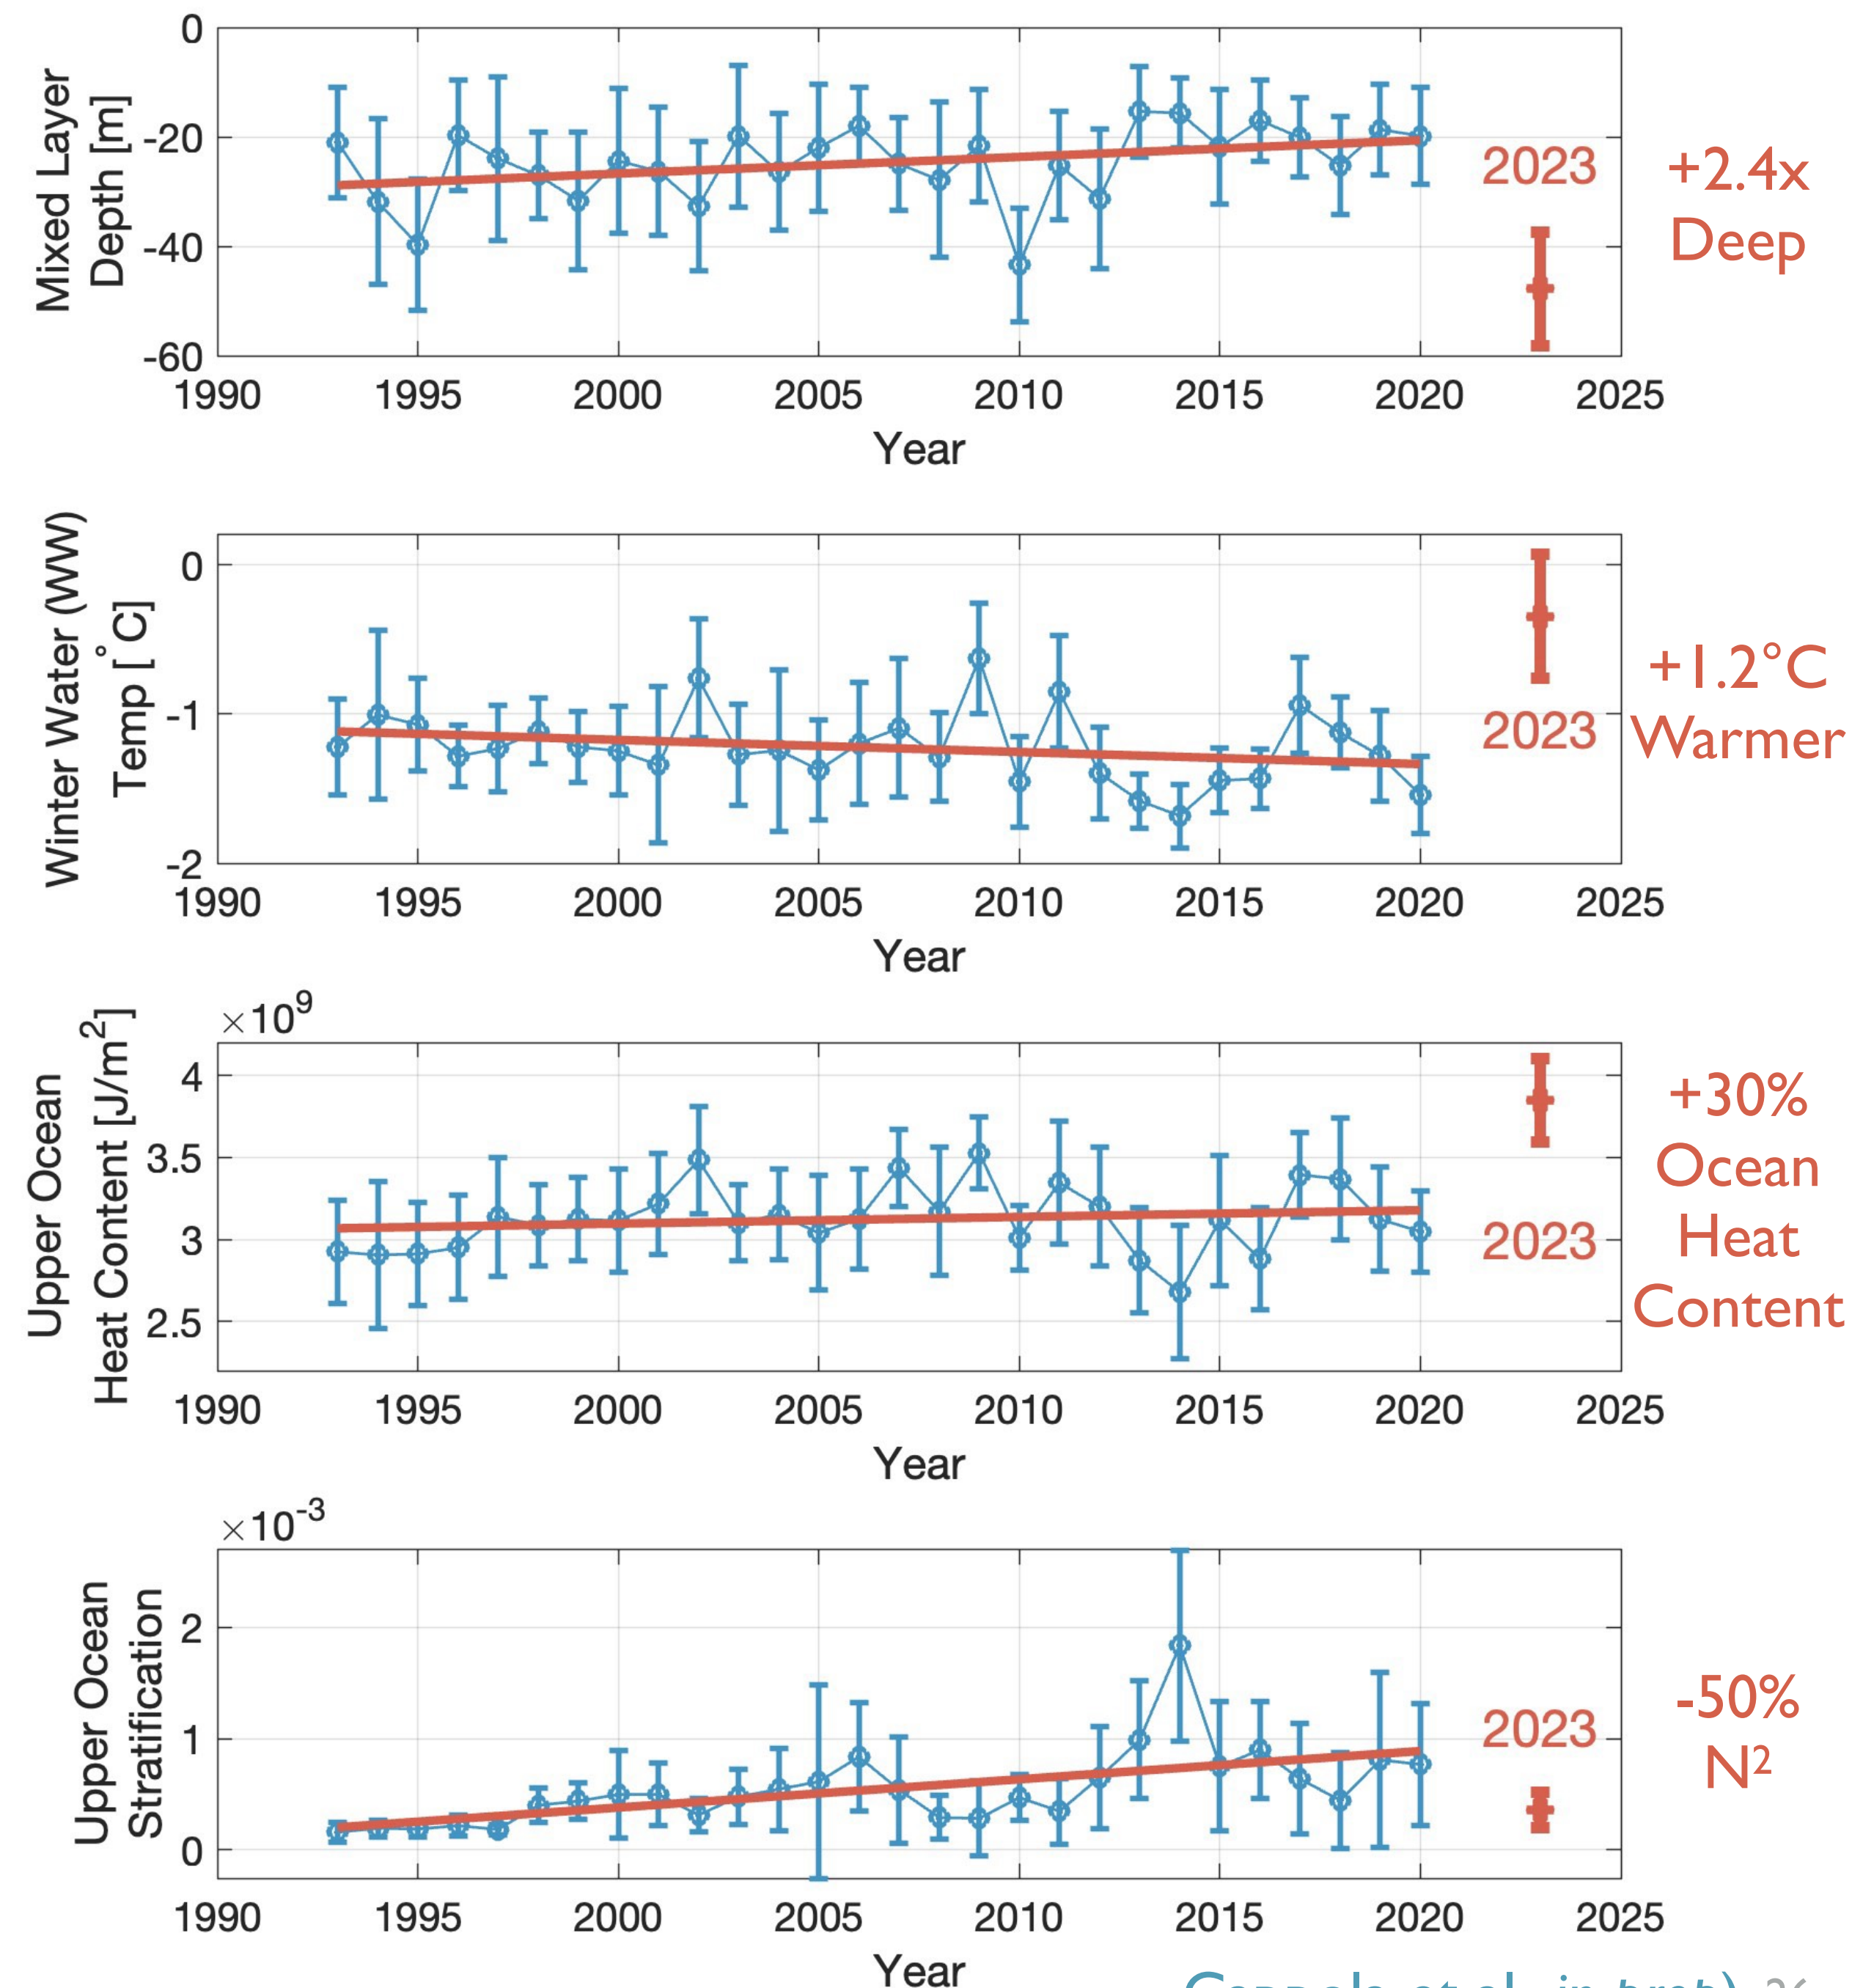 Mixed Layer
Depth [m]
0
-20
-40
-60
1990 1995 2000 2005 2010 2015 2020 2025
Year
2023
+2.4x
Deep
Winter Water (WW)
Temp [°C]
0
-1
-2
1990 1995 2000 2005 2010 2015 2020 2025
Year
2023
+1.2°C
Warmer
Upper Ocean
Heat Content [J/m²]
×10⁹
4
3.5
3
2.5
1990 1995 2000 2005 2010 2015 2020 2025
Year
2023
+30%
Ocean
Heat
Content
Upper Ocean
Stratification
×10⁻³
2
1
0
1990 1995 2000 2005 2010 2015 2020 2025
Year
2023
-50%
N²
et al.